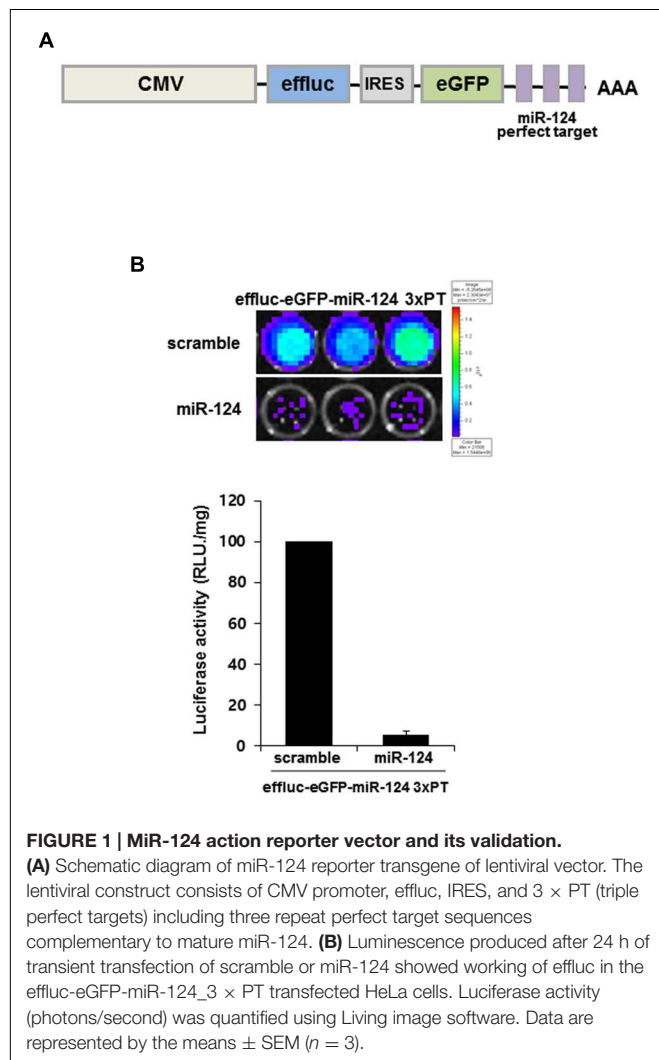 A
CMV
effluc
IRES
eGFP
AAA
miR-124
perfect target
B
effluc-eGFP-miR-124 3xPT
scramble
miR-124
Image
Color Bar
Luciferase activity (RLU./mg)
120
100
80
60
40
20
0
scramble
miR-124
effluc-eGFP-miR-124 3xPT
FIGURE 1 | MiR-124 action reporter vector and its validation.
(A) Schematic diagram of miR-124 reporter transgene of lentiviral vector. The
lentiviral construct consists of CMV promoter, effluc, IRES, and 3 × PT (triple
perfect targets) including three repeat perfect target sequences
complementary to mature miR-124. (B) Luminescence produced after 24 h of
transient transfection of scramble or miR-124 showed working of effluc in the
effluc-eGFP-miR-124_3 × PT transfected HeLa cells. Luciferase activity
(photons/second) was quantified using Living image software. Data are
represented by the means ± SEM (n = 3).